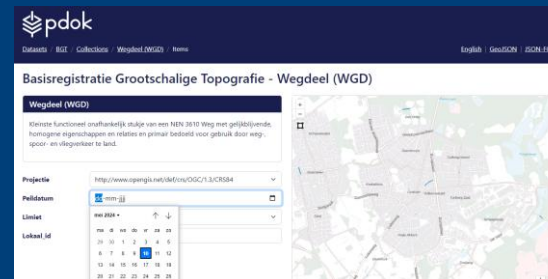 pdok
Datasets / BGT / Collections / Wegdeel (WGD) / Items
English | GeoJSON | JSON-F
Basisregistratie Grootschalige Topografie - Wegdeel (WGD)
Wegdeel (WGD)
Kleinste functioneel onafhankelijk stukje van een NEN 3610 Weg met gelijkblijvende,
homogene eigenschappen en relaties en primair bedoeld voor gebruik door weg-,
spoor- en vliegverkeer te land.
Projectie
http://www.opengis.net/def/crs/OGC/1.3/CRS84
Peildatum
dd-mm-jjjj
mei 2024
ma di wo do vr za zo
29 30 1 2 3 4 5
6 7 8 9 10 11 12
13 14 15 16 17 18 19
20 21 22 23 24 25 26
Limiet
Lokaal_id